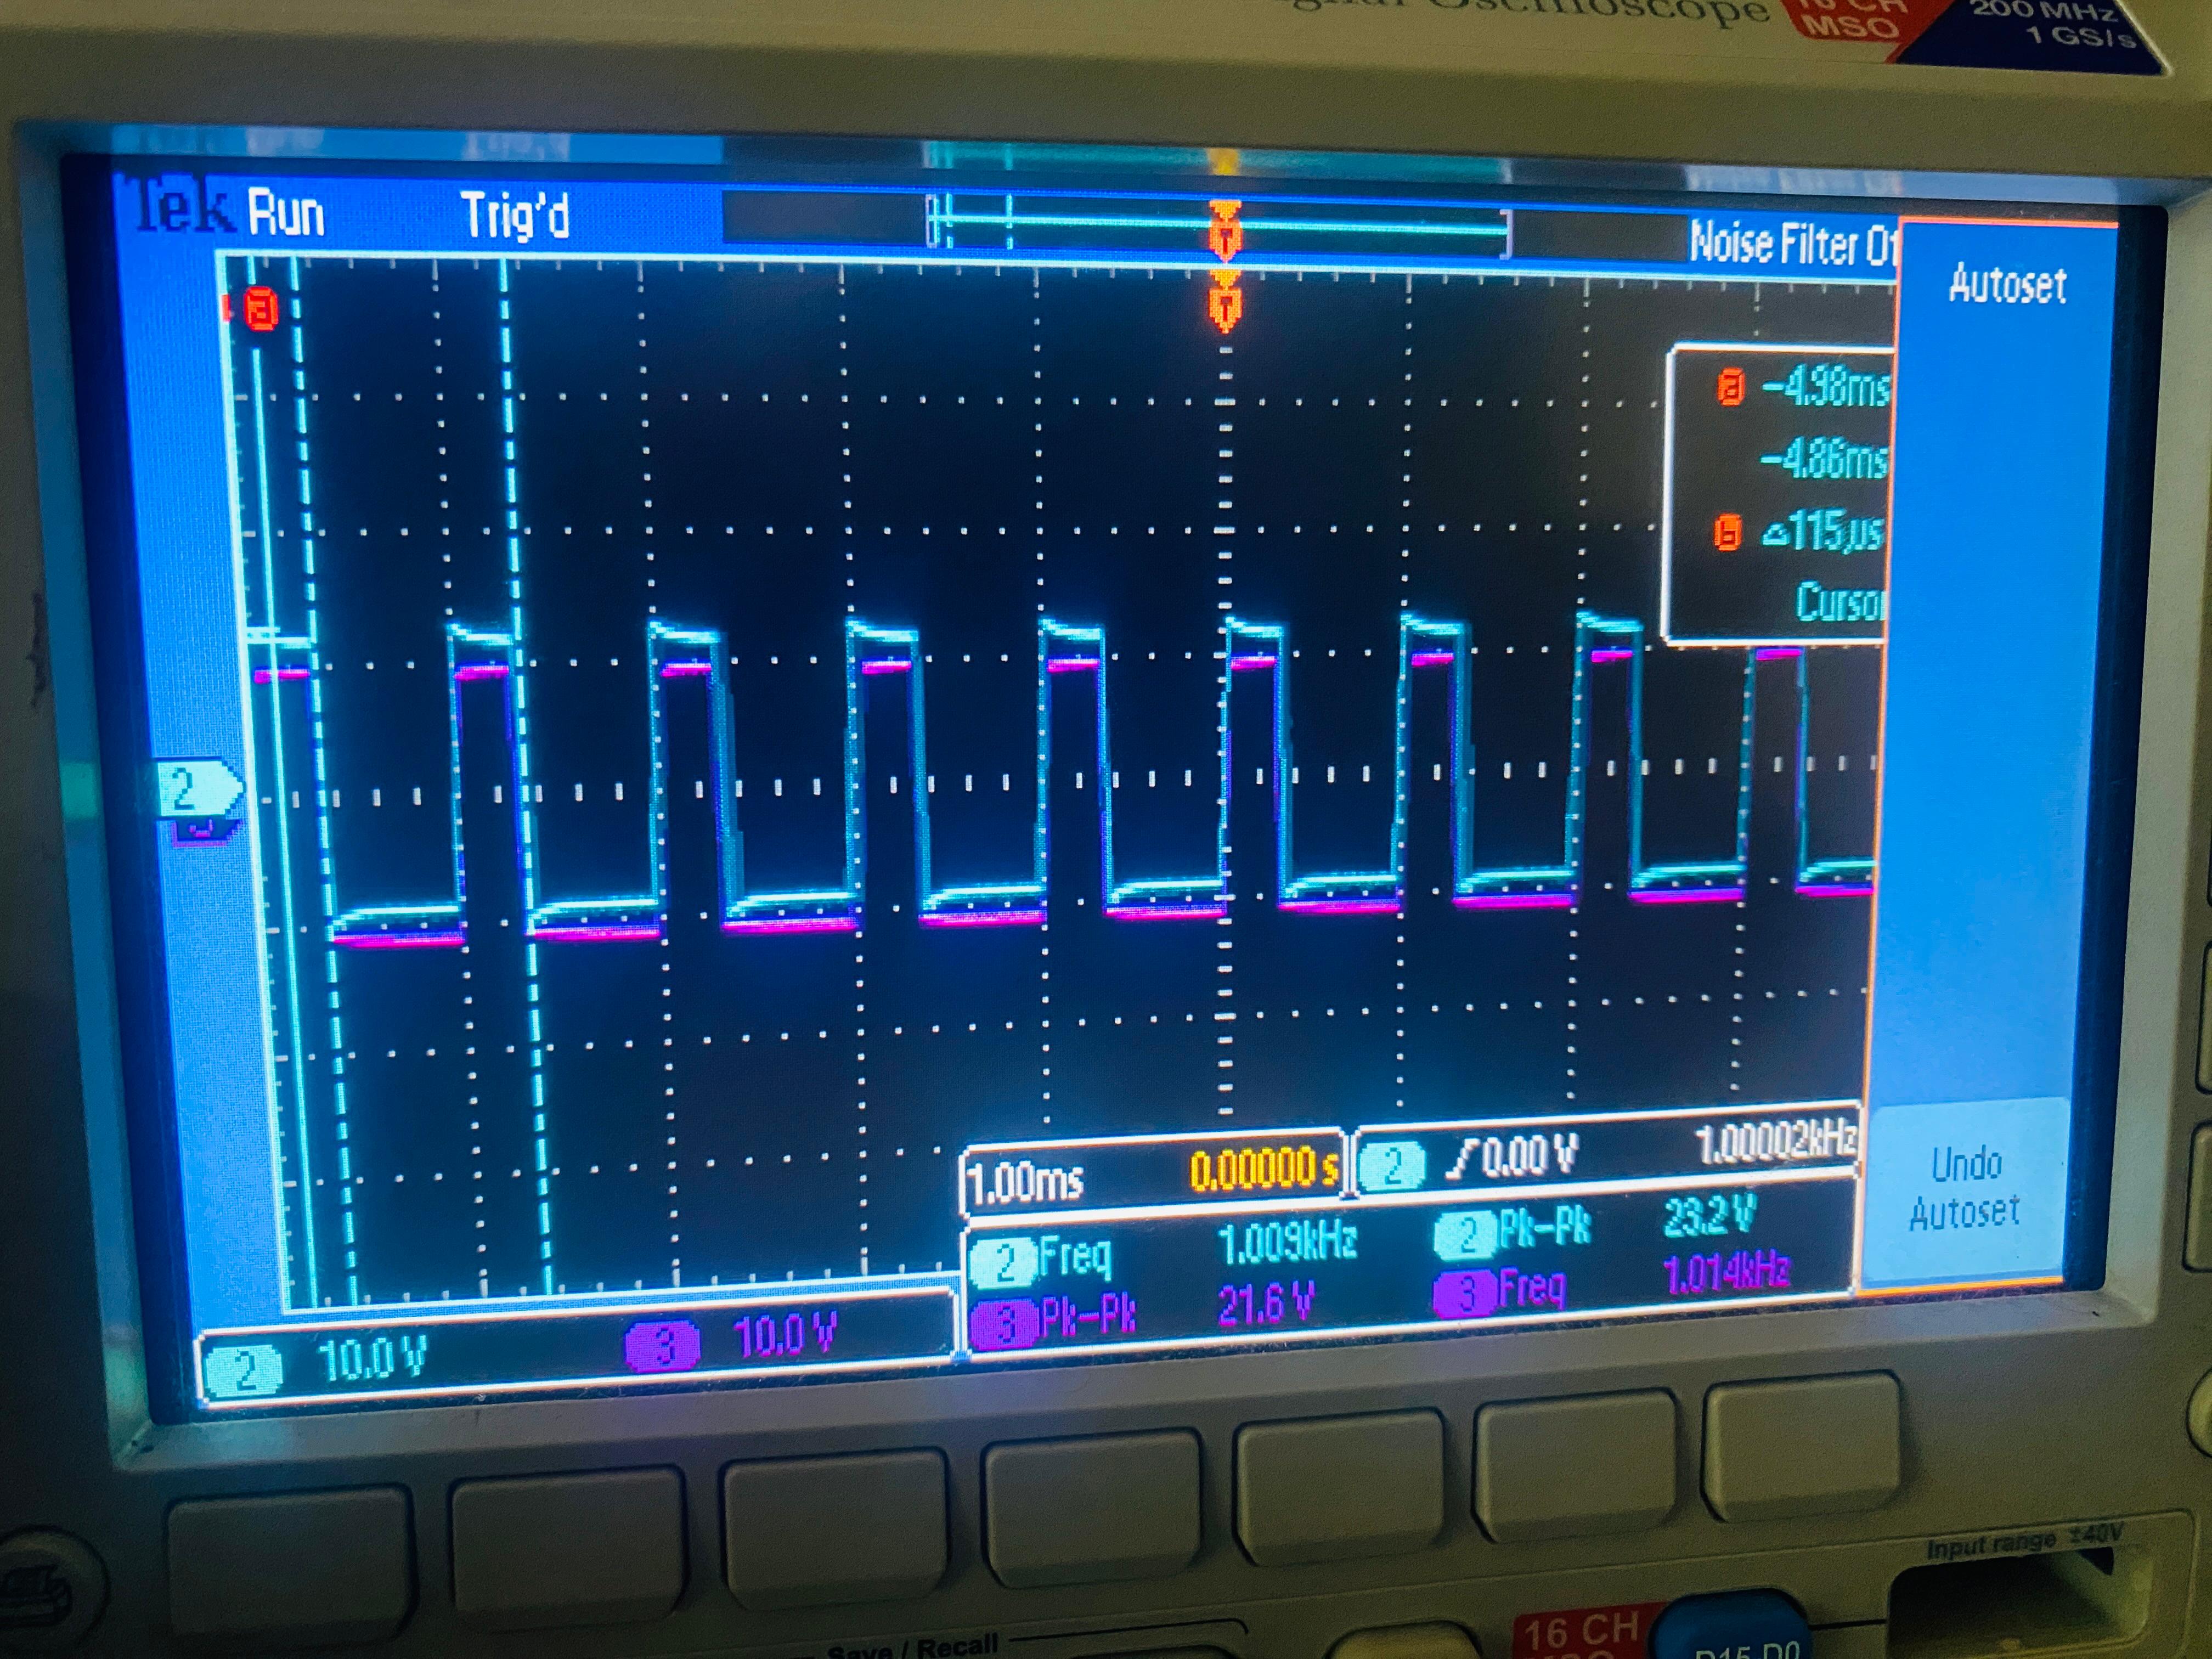 Oscilloscope
MSO
200 MHz
1 GS/s
Tek Run Trig'd
Noise Filter
Autoset
a -4.98ms
-4.86ms
b △115µs
2
1.00ms 0.00000 s
2 0.00 V 1.00002kHz
2 Freq 1.009kHz 2 Pk-Pk 23.2 V
3 Pk-Pk 21.6 V 3 Freq 1.014kHz
2 10.0 V 3 10.0 V
Undo
Autoset
Input range ±40V
Save / Recall
16 CH
D15-D0